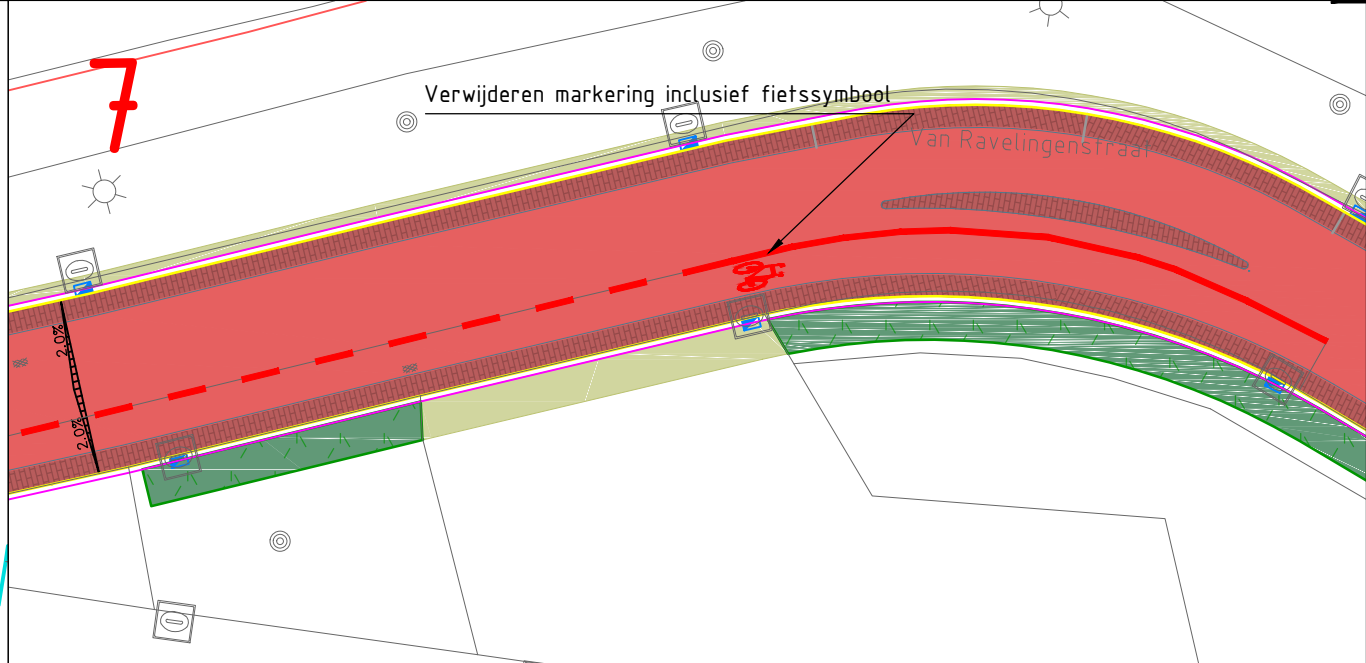 7
Verwijderen markering inclusief fietssymbool
Van Ravelingenstraat
2.0%
2.0%